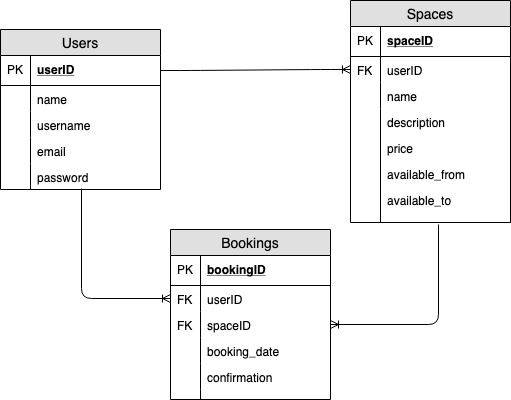 Users
PK userID
name
username
email
password
Spaces
PK spaceID
FK userID
name
description
price
available_from
available_to
Bookings
PK bookingID
FK userID
FK spaceID
booking_date
confirmation